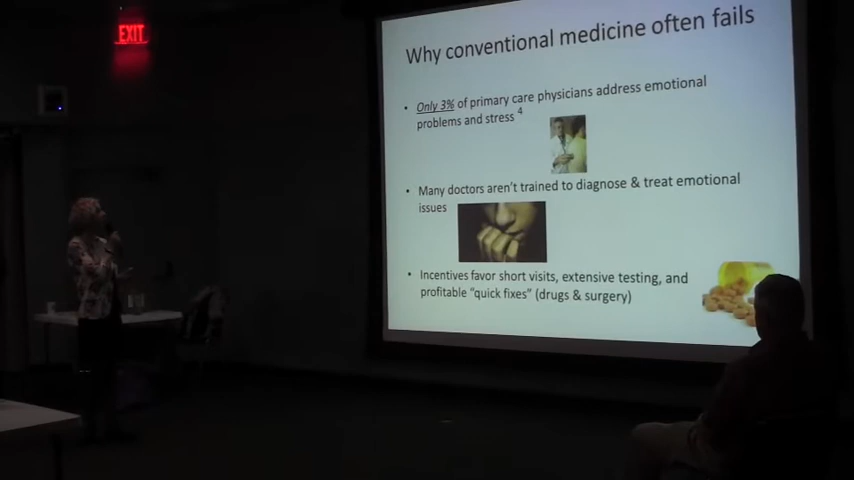 EXIT
Why conventional medicine often fails
• Only 3% of primary care physicians address emotional
problems and stress 4
• Many doctors aren't trained to diagnose & treat emotional
issues
• Incentives favor short visits, extensive testing, and
profitable "quick fixes" (drugs & surgery)